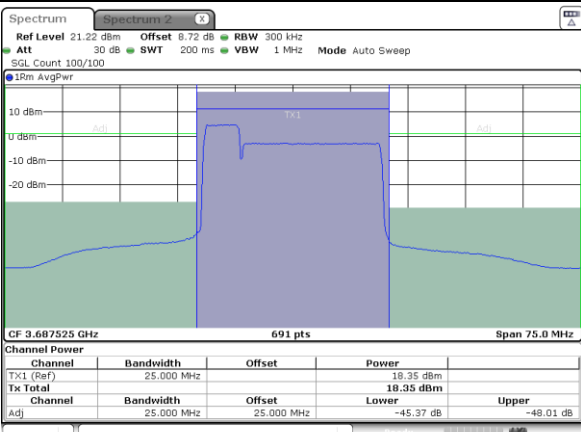 Spectrum Spectrum 2 X
Ref Level 21.22 dBm Offset 8.72 dB RBW 300 kHz
Att 30 dB SWT 200 ms VBW 1 MHz Mode Auto Sweep
SGL Count 100/100
1Rm AvgPwr
10 dBm
TX1
Adj Adj
0 dBm
-10 dBm
-20 dBm
CF 3.687525 GHz 691 pts Span 75.0 MHz
Channel Power
Channel Bandwidth Offset Power
TX1 (Ref) 25.000 MHz 18.35 dBm
Tx Total 18.35 dBm
Channel Bandwidth Offset Lower Upper
Adj 25.000 MHz 25.000 MHz -45.37 dB -48.01 dB